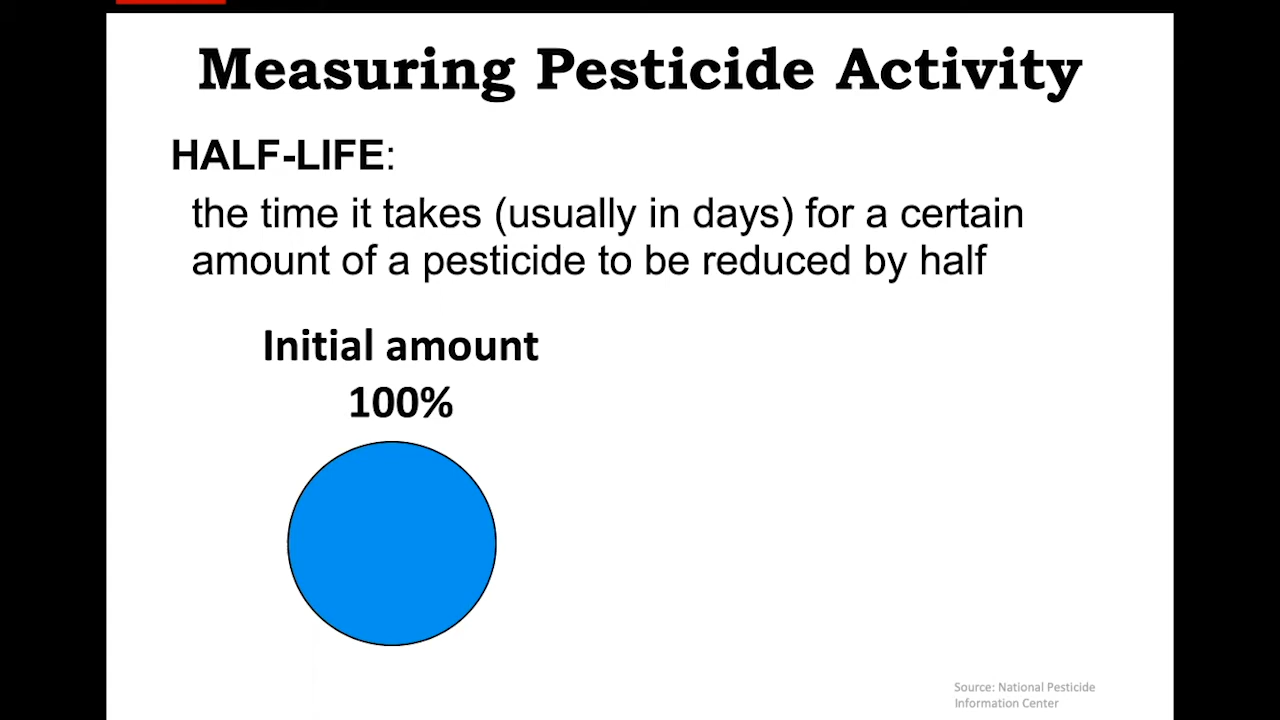 Measuring Pesticide Activity
HALF-LIFE:
the time it takes (usually in days) for a certain
amount of a pesticide to be reduced by half
Initial amount
100%
Source: National Pesticide
Information Center